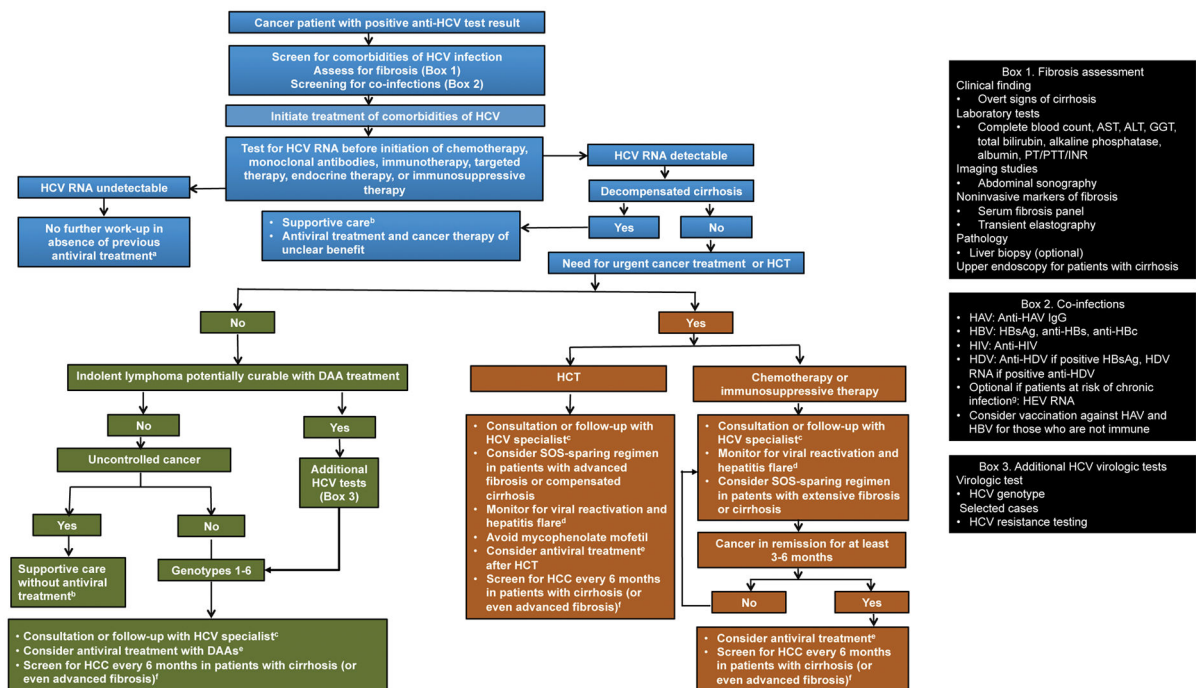 Cancer patient with positive anti-HCV test result
Screen for comorbidities of HCV infection
Assess for fibrosis (Box 1)
Screening for co-infections (Box 2)
Initiate treatment of comorbidities of HCV
Test for HCV RNA before initiation of chemotherapy,
monoclonal antibodies, immunotherapy, targeted
therapy, endocrine therapy, or immunosuppressive
therapy
HCV RNA undetectable
No further work-up in
absence of previous
antiviral treatmentᵃ
HCV RNA detectable
Decompensated cirrhosis
Yes
No
• Supportive careᵇ
• Antiviral treatment and cancer therapy of
unclear benefit
Need for urgent cancer treatment or HCT
No
Yes
Indolent lymphoma potentially curable with DAA treatment
No
Yes
Uncontrolled cancer
Additional
HCV tests
(Box 3)
Yes
No
Supportive care
without antiviral
treatmentᵇ
Genotypes 1-6
• Consultation or follow-up with HCV specialistᶜ
• Consider antiviral treatment with DAAsᵉ
• Screen for HCC every 6 months in patients with cirrhosis (or
even advanced fibrosis)ᶠ
HCT
• Consultation or follow-up with
HCV specialistᶜ
• Consider SOS-sparing regimen
in patients with advanced
fibrosis or compensated
cirrhosis
• Monitor for viral reactivation and
hepatitis flareᵈ
• Avoid mycophenolate mofetil
• Consider antiviral treatmentᵉ
after HCT
• Screen for HCC every 6 months
in patients with cirrhosis (or
even advanced fibrosis)ᶠ
Chemotherapy or
immunosuppressive therapy
• Consultation or follow-up with
HCV specialistᶜ
• Monitor for viral reactivation and
hepatitis flareᵈ
• Consider SOS-sparing regimen
in patents with extensive fibrosis
or cirrhosis
Cancer in remission for at least
3-6 months
No
Yes
• Consider antiviral treatmentᵉ
• Screen for HCC every 6 months
in patients with cirrhosis (or
even advanced fibrosis)ᶠ
Box 1. Fibrosis assessment
Clinical finding
• Overt signs of cirrhosis
Laboratory tests
• Complete blood count, AST, ALT, GGT,
total bilirubin, alkaline phosphatase,
albumin, PT/PTT/INR
Imaging studies
• Abdominal sonography
Noninvasive markers of fibrosis
• Serum fibrosis panel
• Transient elastography
Pathology
• Liver biopsy (optional)
Upper endoscopy for patients with cirrhosis
Box 2. Co-infections
• HAV: Anti-HAV IgG
• HBV: HBsAg, anti-HBs, anti-HBc
• HIV: Anti-HIV
• HDV: Anti-HDV if positive HBsAg, HDV
RNA if positive anti-HDV
• Optional if patients at risk of chronic
infectionᵍ: HEV RNA
• Consider vaccination against HAV and
HBV for those who are not immune
Box 3. Additional HCV virologic tests
Virologic test
• HCV genotype
Selected cases
• HCV resistance testing